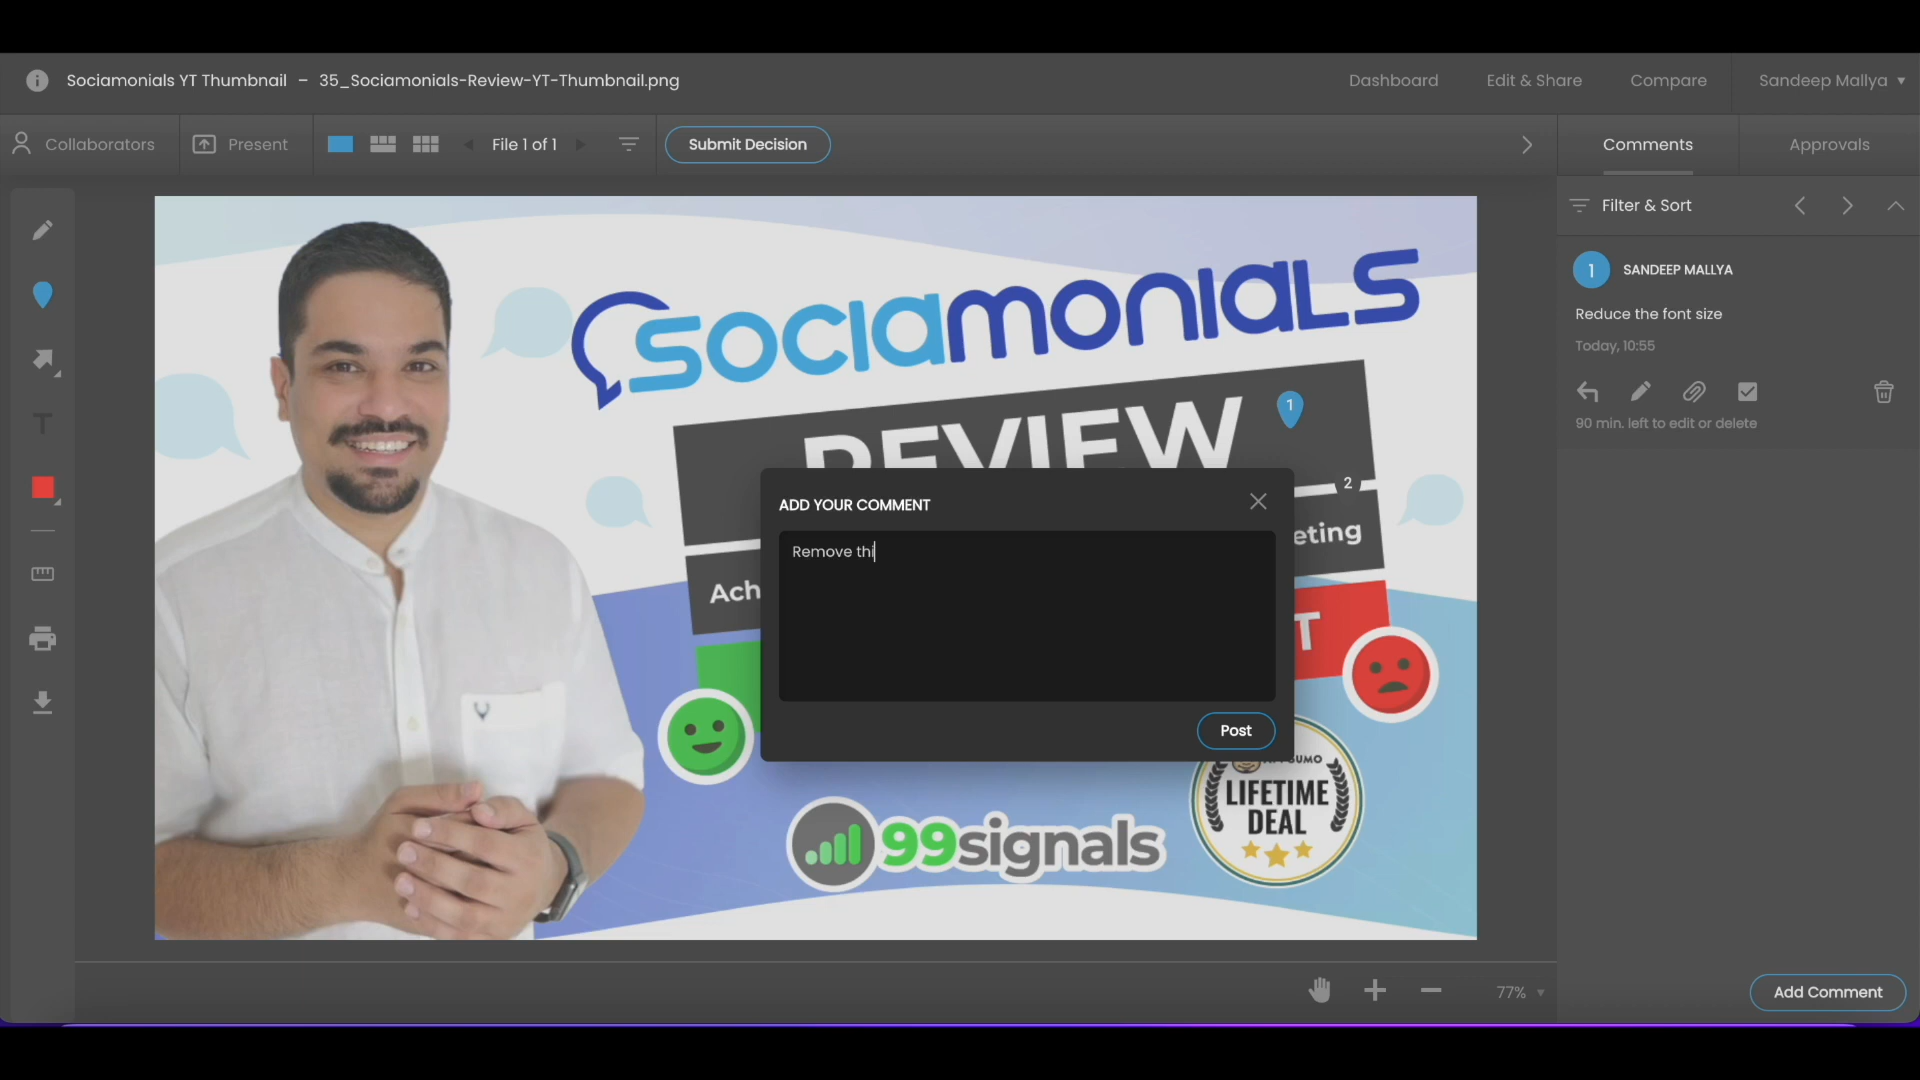 Sociamonials YT Thumbnail – 35_Sociamonials-Review-YT-Thumbnail.png
Dashboard
Edit & Share
Compare
Sandeep Mallya
Collaborators
Present
File 1 of 1
Submit Decision
Comments
Approvals
Filter & Sort
1
SANDEEP MALLYA
Reduce the font size
Today, 10:55
90 min. left to edit or delete
SOCIAMONIALS
REVIEW
1
2
eting
Ach
T
ADD YOUR COMMENT
Remove thi
Post
LIFETIME
DEAL
99signals
77%
Add Comment